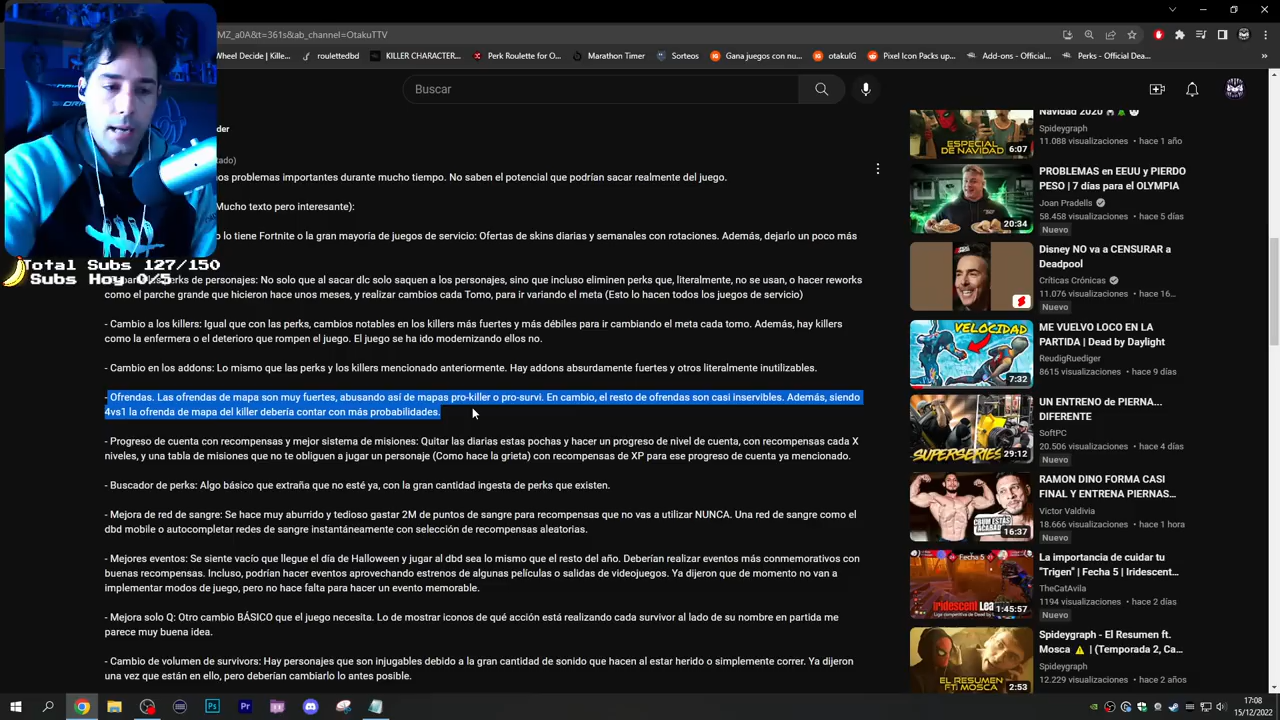 MZ_a0A&t=361s&ab_channel=OtakuTTV
Wheel Decide | Kille...
roulettedbd
KILLER CHARACTER...
Perk Roulette for O...
Marathon Timer
Sorteos
Gana juegos con nu...
otakulG
Pixel Icon Packs up...
Add-ons - Official...
Perks - Official Dea...
Buscar
der
tado)
nos problemas importantes durante mucho tiempo. No saben el potencial que podrían sacar realmente del juego.
Mucho texto pero interesante):
lo tiene Fortnite o la gran mayoría de juegos de servicio: Ofertas de skins diarias y semanales con rotaciones. Además, dejarlo un poco más
Total Subs 127/150
Subs Hoy 0/5
perks de personajes: No solo que al sacar dlc solo saquen a los personajes, sino que incluso eliminen perks que, literalmente, no se usan, o hacer reworks
como el parche grande que hicieron hace unos meses, y realizar cambios cada Tomo, para ir variando el meta (Esto lo hacen todos los juegos de servicio)
- Cambio a los killers: Igual que con las perks, cambios notables en los killers más fuertes y más débiles para ir cambiando el meta cada tomo. Además, hay killers
como la enfermera o el deterioro que rompen el juego. El juego se ha ido modernizando ellos no.
- Cambio en los addons: Lo mismo que las perks y los killers mencionado anteriormente. Hay addons absurdamente fuertes y otros literalmente inutilizables.
- Ofrendas. Las ofrendas de mapa son muy fuertes, abusando así de mapas pro-killer o pro-survi. En cambio, el resto de ofrendas son casi inservibles. Además, siendo
4vs1 la ofrenda de mapa del killer debería contar con más probabilidades.
- Progreso de cuenta con recompensas y mejor sistema de misiones: Quitar las diarias estas pochas y hacer un progreso de nivel de cuenta, con recompensas cada X
niveles, y una tabla de misiones que no te obliguen a jugar un personaje (Como hace la grieta) con recompensas de XP para ese progreso de cuenta ya mencionado.
- Buscador de perks: Algo básico que extraña que no esté ya, con la gran cantidad ingesta de perks que existen.
- Mejora de red de sangre: Se hace muy aburrido y tedioso gastar 2M de puntos de sangre para recompensas que no vas a utilizar NUNCA. Una red de sangre como el
dbd mobile o autocompletar redes de sangre instantáneamente con selección de recompensas aleatorias.
- Mejores eventos: Se siente vacío que llegue el día de Halloween y jugar al dbd sea lo mismo que el resto del año. Deberían realizar eventos más conmemorativos con
buenas recompensas. Incluso, podrían hacer eventos aprovechando estrenos de algunas películas o salidas de videojuegos. Ya dijeron que de momento no van a
implementar modos de juego, pero no hace falta para hacer un evento memorable.
- Mejora solo Q: Otro cambio BÁSICO que el juego necesita. Lo de mostrar iconos de qué acción está realizando cada survivor al lado de su nombre en partida me
parece muy buena idea.
- Cambio de volumen de survivors: Hay personajes que son injugables debido a la gran cantidad de sonido que hacen al estar herido o simplemente correr. Ya dijeron
una vez que están en ello, pero deberían cambiarlo lo antes posible.
ESPECIAL
DE NAVIDAD
6:07
Navidad 2020
Spideygraph
11.088 visualizaciones • hace 1 año
20:34
PROBLEMAS en EEUU y PIERDO
PESO | 7 días para el OLYMPIA
Joan Pradells
58.458 visualizaciones • hace 5 días
Nuevo
Disney NO va a CENSURAR a
Deadpool
Críticas Crónicas
11.076 visualizaciones • hace 16...
Nuevo
VELOCIDAD
7:32
ME VUELVO LOCO EN LA
PARTIDA | Dead by Daylight
ReudigRuediger
8615 visualizaciones • hace 9 días
SUPERSERIES
29:12
UN ENTRENO DE PIERNA...
DIFERENTE
SoftPC
20.506 visualizaciones • hace 4 días
Nuevo
CBUM ESTÁS
ACABADO
16:37
RAMON DINO FORMA CASI
FINAL Y ENTRENA PIERNAS...
Victor Valdivia
18.666 visualizaciones • hace 1 hora
Nuevo
Fecha 5
Iridescent Lea
1:45:57
La importancia de cuidar tu
"Trigen" | Fecha 5 | Iridescent...
TheCatAvila
1194 visualizaciones • hace 2 días
Nuevo
EL RESUMEN
FT. MOSCA
2:53
Spideygraph - El Resumen ft.
Mosca | (Temporada 2, Ca...
Spideygraph
12.229 visualizaciones • hace 2 años
17:08
15/12/2022